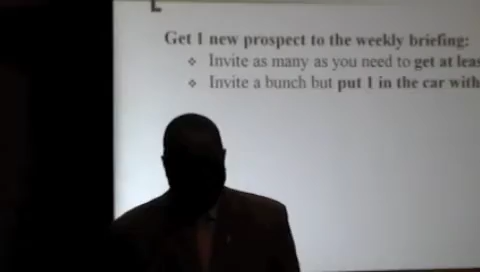 Get 1 new prospect to the weekly briefing:
❖ Invite as many as you need to get at leas
❖ Invite a bunch but put 1 in the car with